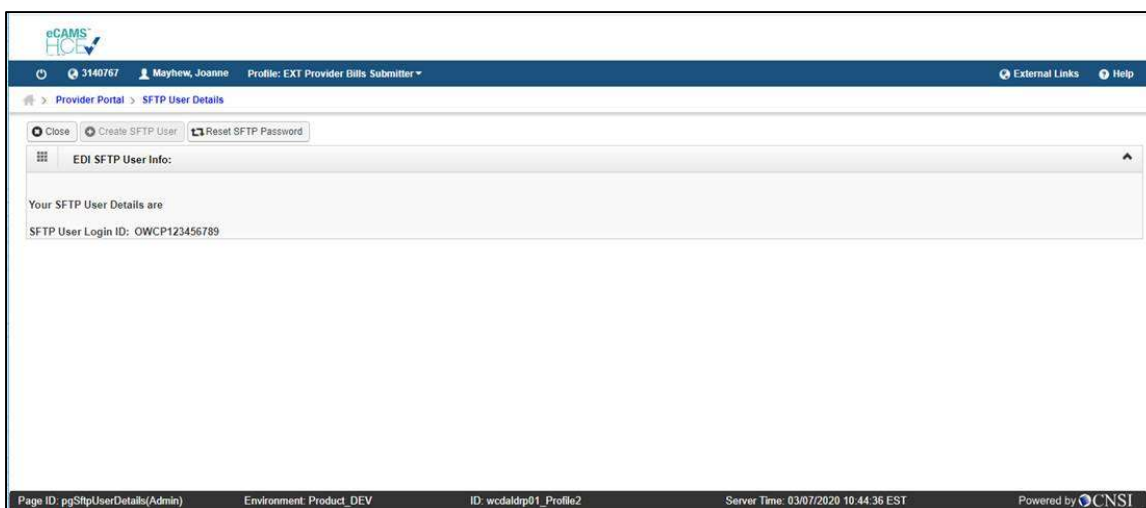 eCAMS™
HCE
3140767 Mayhew, Joanne Profile: EXT Provider Bills Submitter External Links Help
> Provider Portal > SFTP User Details
Close Create SFTP User Reset SFTP Password
EDI SFTP User Info:
Your SFTP User Details are
SFTP User Login ID: OWCP123456789
Page ID: pgSftpUserDetails(Admin) Environment: Product_DEV ID: wcdaldrp01_Profile2 Server Time: 03/07/2020 10:44:36 EST Powered by CNSI